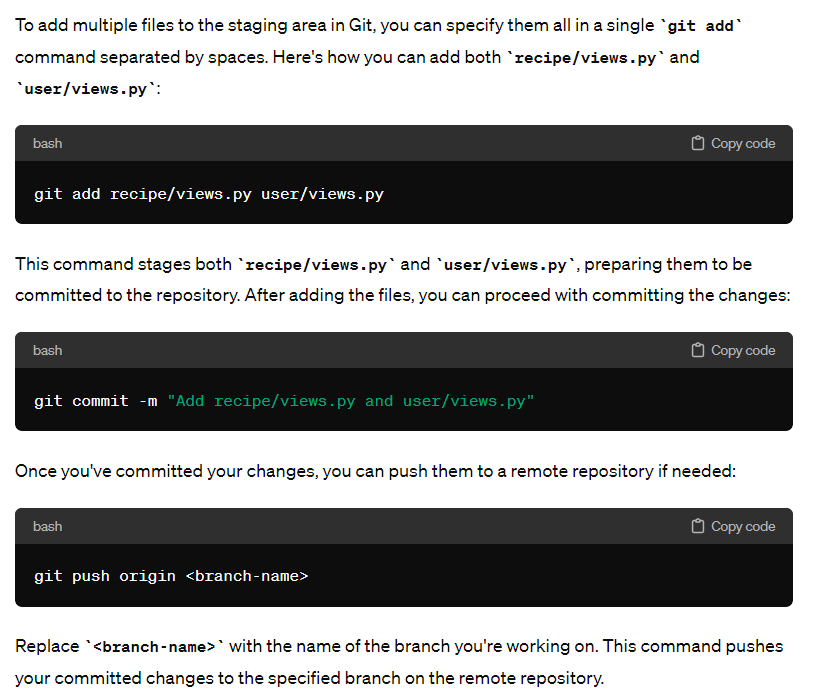 To add multiple files to the staging area in Git, you can specify them all in a single `git add`
command separated by spaces. Here's how you can add both `recipe/views.py` and
`user/views.py`:
bash Copy code
git add recipe/views.py user/views.py
This command stages both `recipe/views.py` and `user/views.py`, preparing them to be
committed to the repository. After adding the files, you can proceed with committing the changes:
bash Copy code
git commit -m "Add recipe/views.py and user/views.py"
Once you've committed your changes, you can push them to a remote repository if needed:
bash Copy code
git push origin <branch-name>
Replace `<branch-name>` with the name of the branch you're working on. This command pushes
your committed changes to the specified branch on the remote repository.